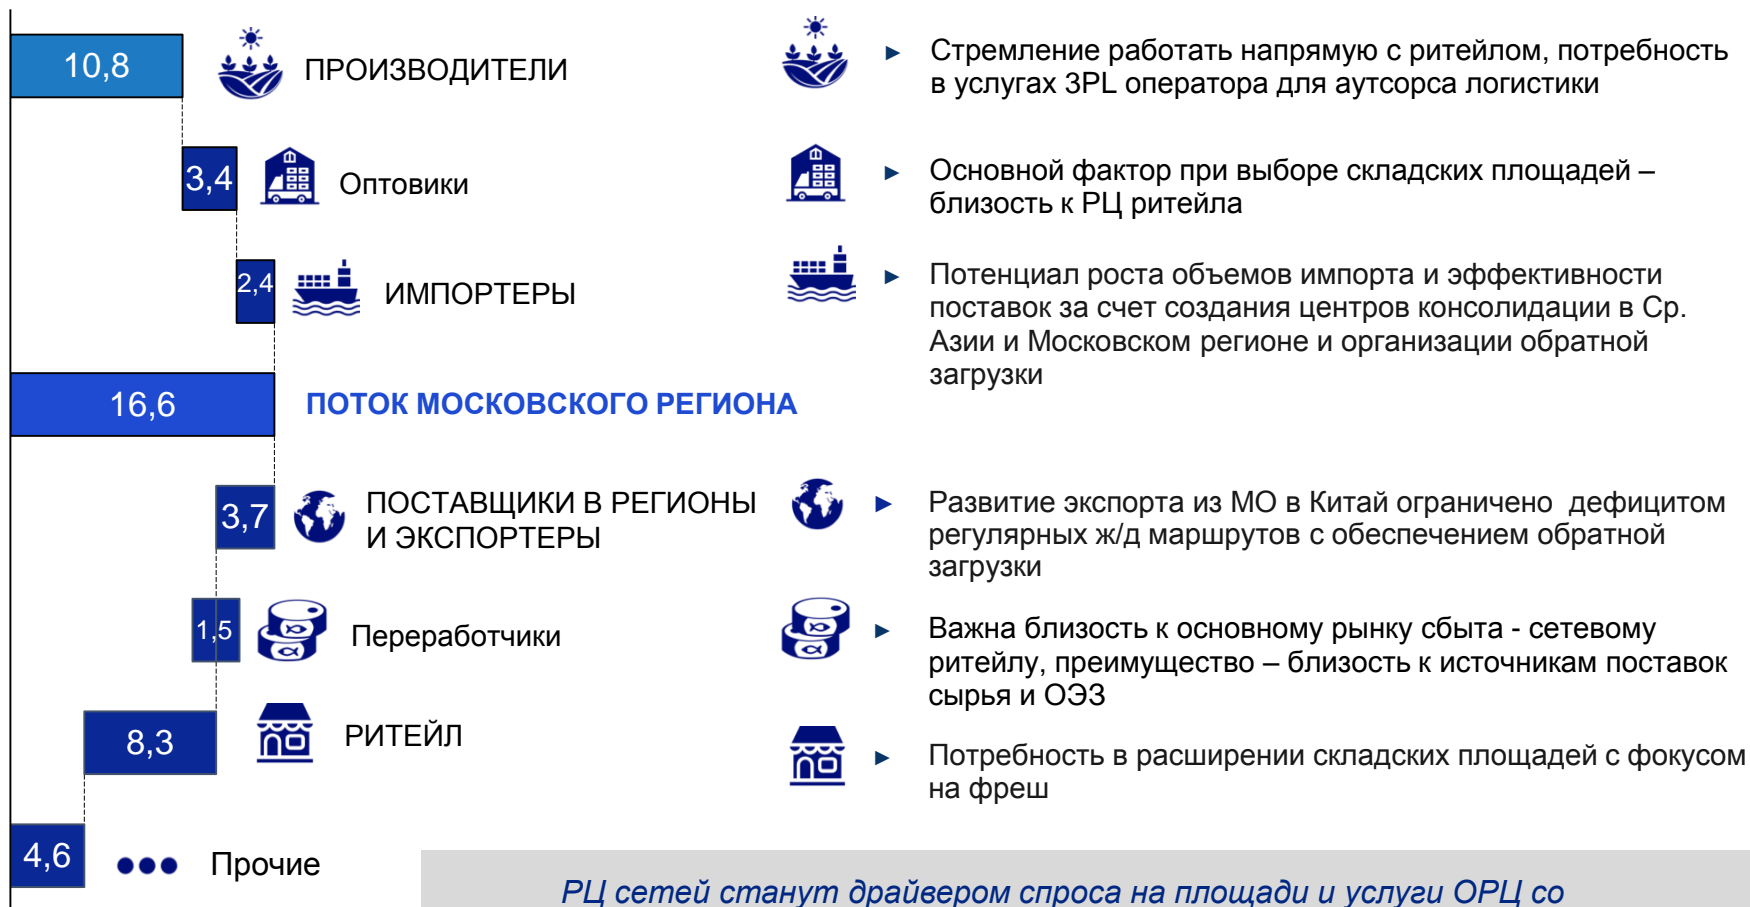 10,8
ПРОИЗВОДИТЕЛИ
► Стремление работать напрямую с ритейлом, потребность
в услугах 3PL оператора для аутсорса логистики
3,4
Оптовики
► Основной фактор при выборе складских площадей –
близость к РЦ ритейла
2,4
ИМПОРТЕРЫ
► Потенциал роста объемов импорта и эффективности
поставок за счет создания центров консолидации в Ср.
Азии и Московском регионе и организации обратной
загрузки
16,6
ПОТОК МОСКОВСКОГО РЕГИОНА
3,7
ПОСТАВЩИКИ В РЕГИОНЫ
И ЭКСПОРТЕРЫ
► Развитие экспорта из МО в Китай ограничено дефицитом
регулярных ж/д маршрутов с обеспечением обратной
загрузки
1,5
Переработчики
► Важна близость к основному рынку сбыта - сетевому
ритейлу, преимущество – близость к источникам поставок
сырья и ОЭЗ
8,3
РИТЕЙЛ
► Потребность в расширении складских площадей с фокусом
на фреш
4,6
Прочие
РЦ сетей станут драйвером спроса на площади и услуги ОРЦ со